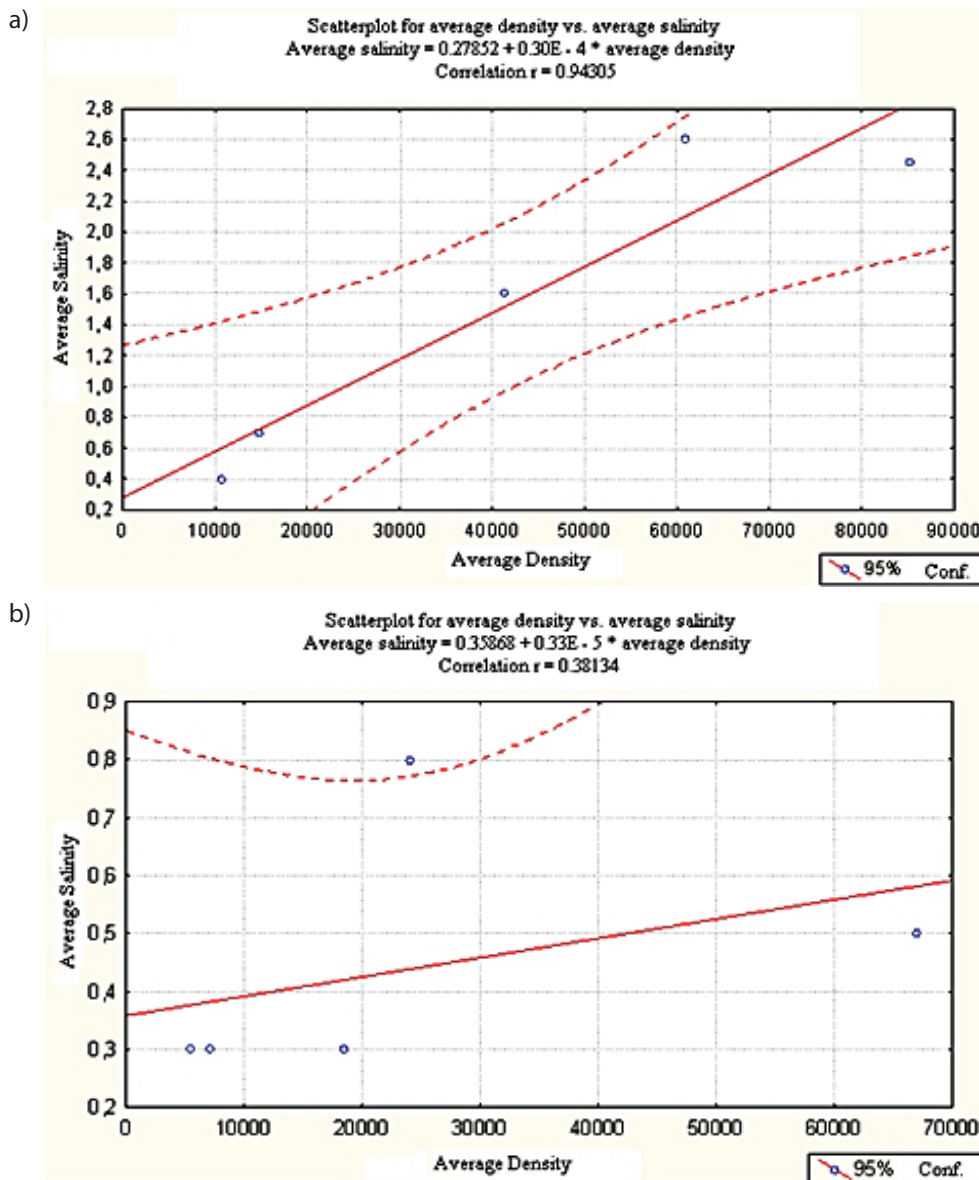 a)
Scatterplot for average density vs. average salinity
Average salinity = 0.27852 + 0.30E - 4 * average density
Correlation r = 0.94305
2,8
2,6
2,4
2,2
2,0
1,8
1,6
1,4
1,2
1,0
0,8
0,6
0,4
0,2
Average Salinity
0 10000 20000 30000 40000 50000 60000 70000 80000 90000
Average Density
95% Conf.
b)
Scatterplot for average density vs. average salinity
Average salinity = 0.35868 + 0.33E - 5 * average density
Correlation r = 0.38134
0,9
0,8
0,7
0,6
0,5
0,4
0,3
0,2
Average Salinity
0 10000 20000 30000 40000 50000 60000 70000
Average Density
95% Conf.